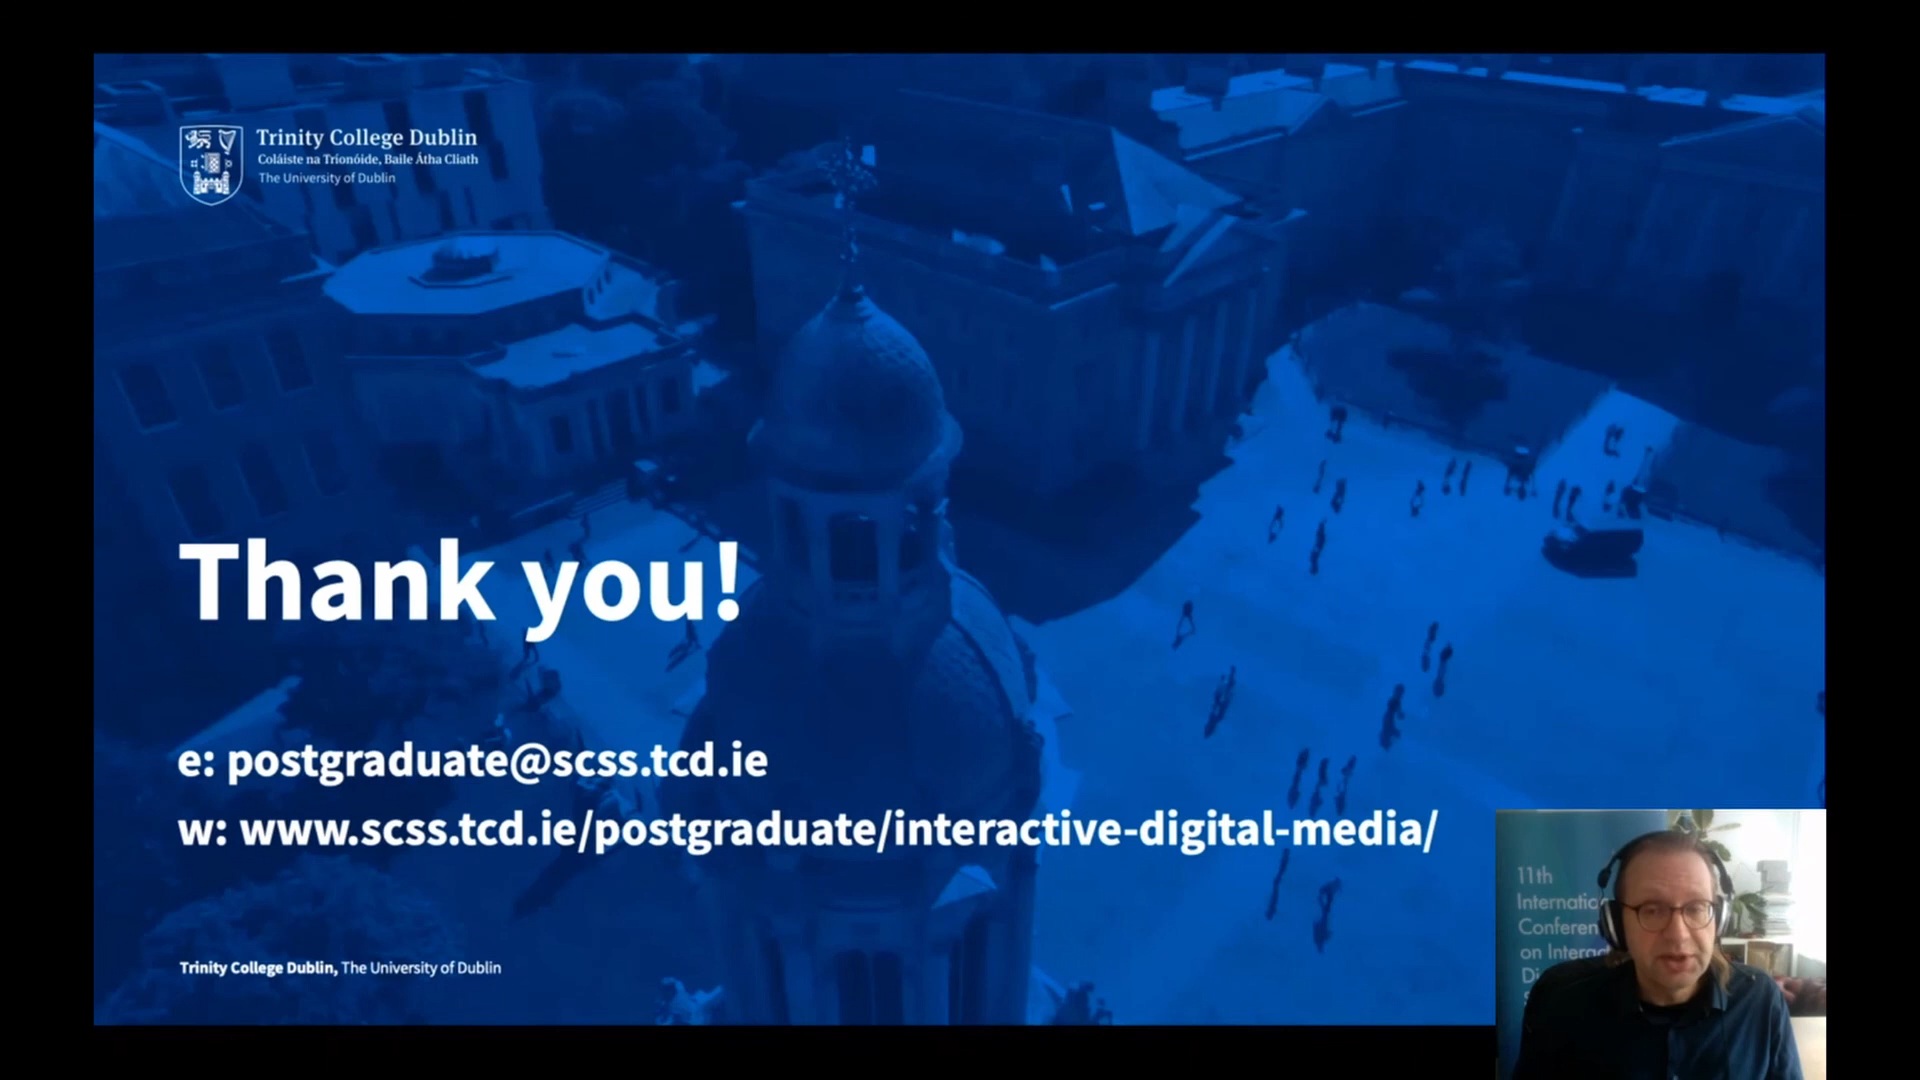 Trinity College Dublin
Coláiste na Tríonóide, Baile Átha Cliath
The University of Dublin
Thank you!
e: postgraduate@scss.tcd.ie
w: www.scss.tcd.ie/postgraduate/interactive-digital-media/
Trinity College Dublin, The University of Dublin
11th
on